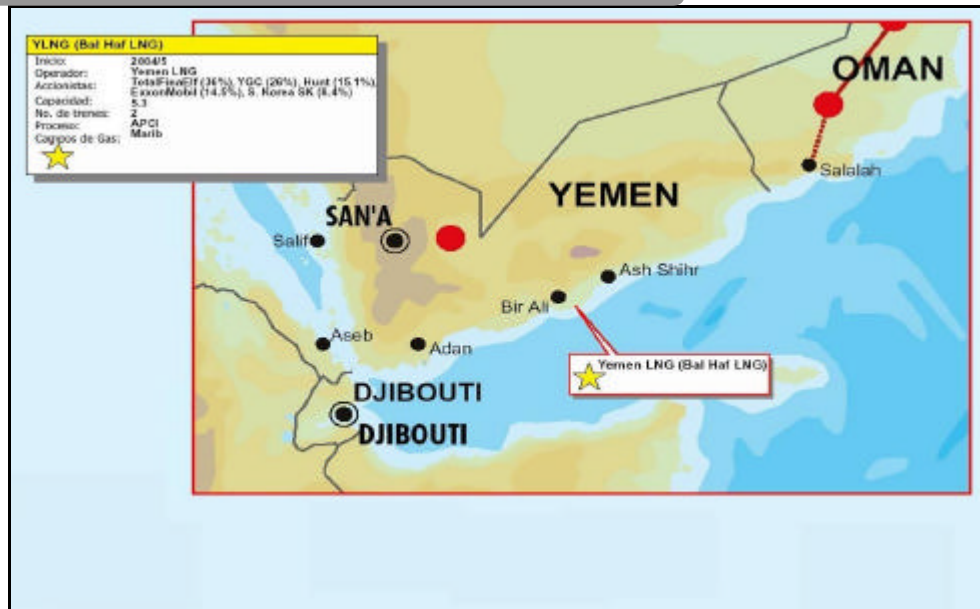 YLNG (Bal Haf LNG)
Inicio: 2004/5
Operador: Yemen LNG
Accionistas: TotalFinaElf (36%), YGC (26%), Hunt (15.1%),
ExxonMobil (14.5%), S. Korea SK (8.4%)
Capacidad: 5.3
No. de trenes: 2
Proceso: APCI
Campos de Gas: Marib
OMAN
Salalah
YEMEN
SAN'A
Salif
Ash Shihr
Bir Ali
Aseb
Adan
Yemen LNG (Bal Haf LNG)
DJIBOUTI
DJIBOUTI